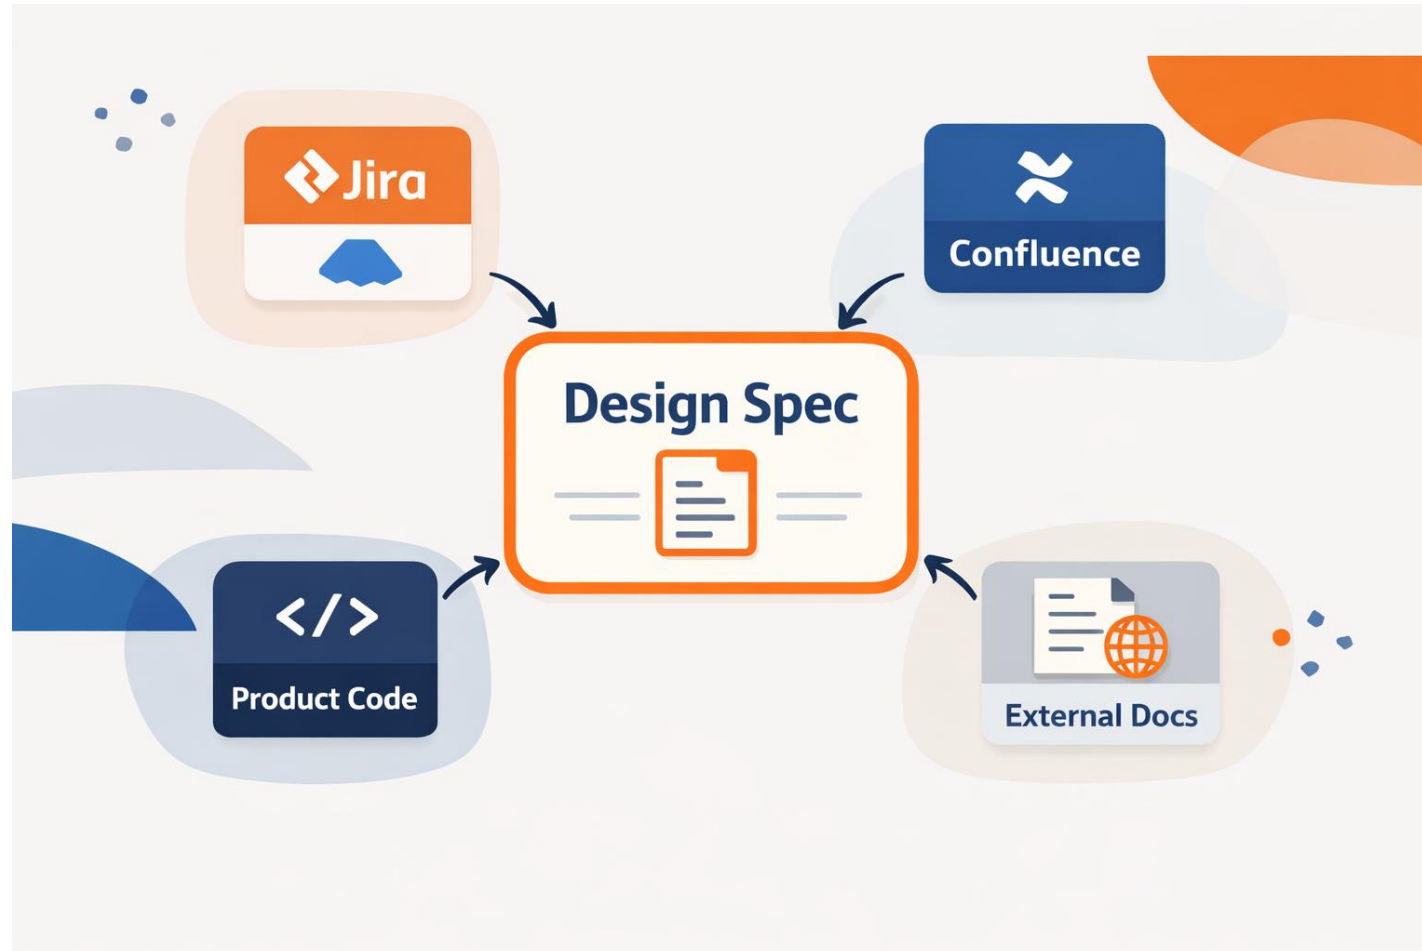 Jira
Confluence
Design Spec
</>
Product Code
External Docs